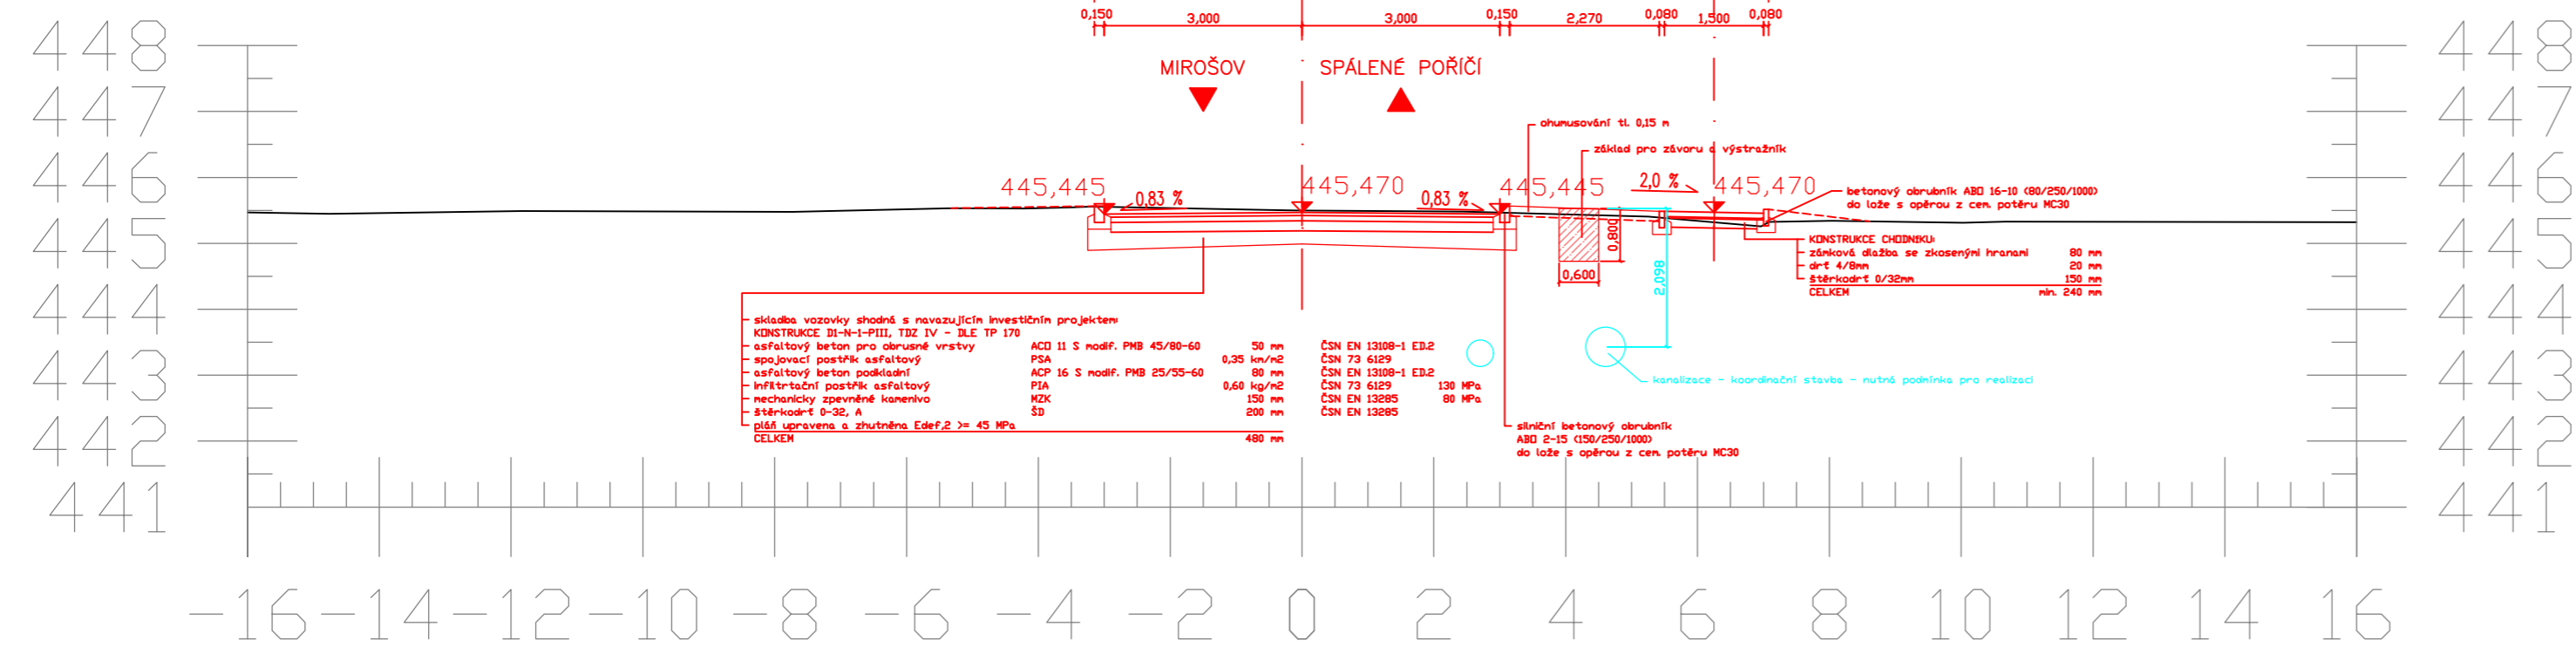 0,150 3,000 3,000 0,150 2,270 0,080 1,500 0,080
448 448
MIROŠOV SPÁLENÉ POŘÍČÍ
447 447
ohumusování tl. 0,15 m
základ pro závoru a výstražník
446 446
445,445 0,83 % 445,470 0,83 % 445,445 2,0 % 445,470
betonový obrubník ABO 16-10 (80/250/1000)
do lože s opěrou z cem. potěru MC30
445 445
0,800
0,600
2,098
KONSTRUKCE CHODNÍKU:
zámková dlažba se zkosenými hranami 80 mm
drť 4/8mm 20 mm
štěrkodrť 0/32mm 150 mm
CELKEM min. 240 mm
444 444
skladba vozovky shodná s navazujícím investičním projektem:
KONSTRUKCE D1-N-1-PIII, TDZ IV - DLE TP 170
asfaltový beton pro obrusné vrstvy ACO 11 S modif. PMB 45/80-60 50 mm ČSN EN 13108-1 ED.2
spojovací postřik asfaltový PSA 0,35 km/m2 ČSN 73 6129
asfaltový beton podkladní ACP 16 S modif. PMB 25/55-60 80 mm ČSN EN 13108-1 ED.2
infiltrtační postřik asfaltový PIA 0,60 kg/m2 ČSN 73 6129 130 MPa
mechanicky zpevněné kamenivo MZK 150 mm ČSN EN 13285 80 MPa
štěrkodrť 0-32, A ŠD 200 mm ČSN EN 13285
pláň upravena a zhutněna Edef,2 >= 45 MPa
CELKEM 480 mm
kanalizace - koordinační stavba - nutná podmínka pro realizaci
443 443
silniční betonový obrubník
ABO 2-15 (150/250/1000)
do lože s opěrou z cem. potěru MC30
442 442
441 441
-16 -14 -12 -10 -8 -6 -4 -2 0 2 4 6 8 10 12 14 16